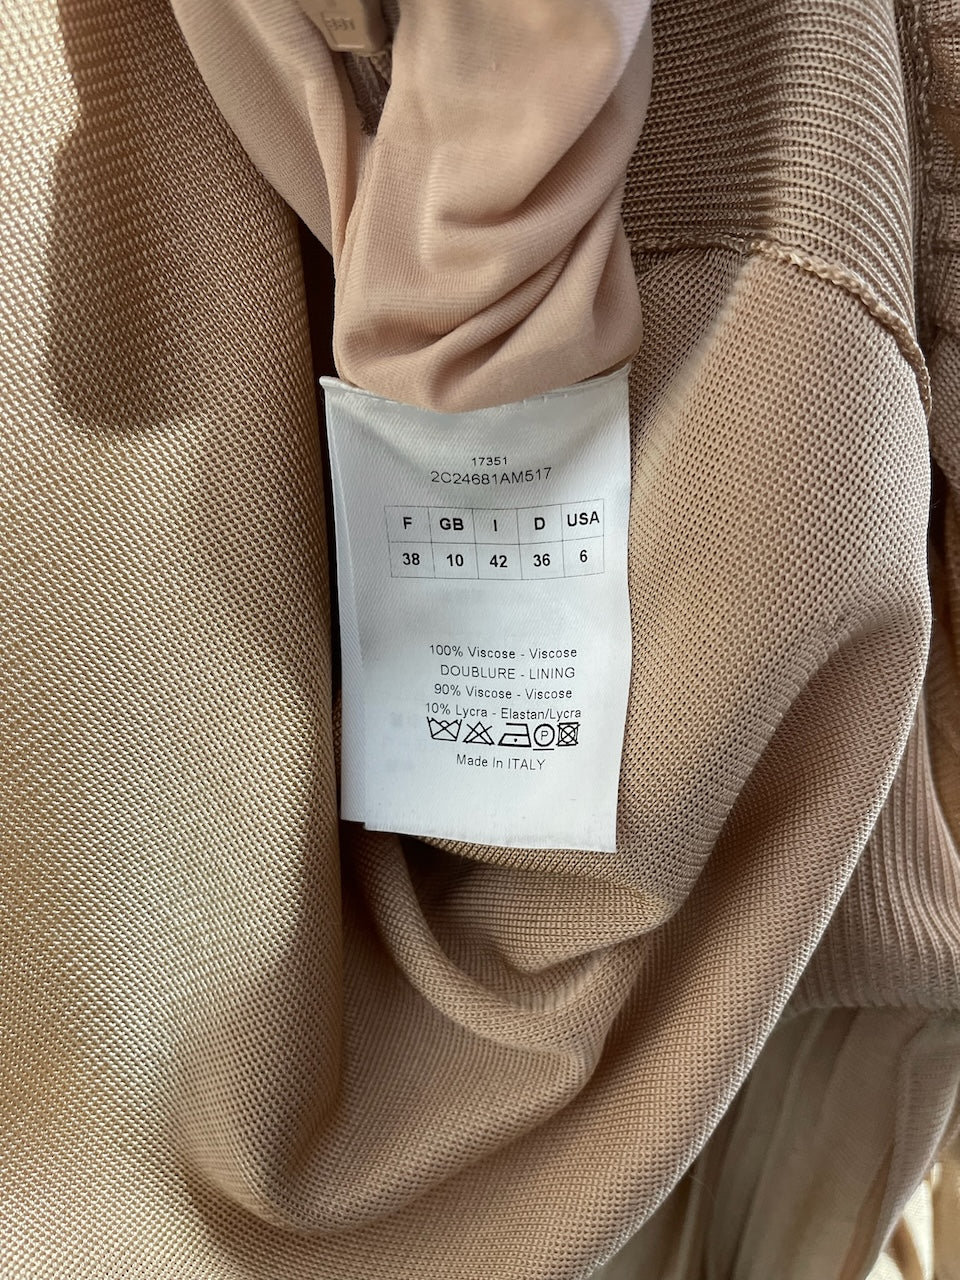 17351
2C24681AM517
F GB I D USA
38 10 42 36 6
100% Viscose - Viscose
DOUBLURE - LINING
90% Viscose - Viscose
10% Lycra - Elastan/Lycra
P
Made In ITALY